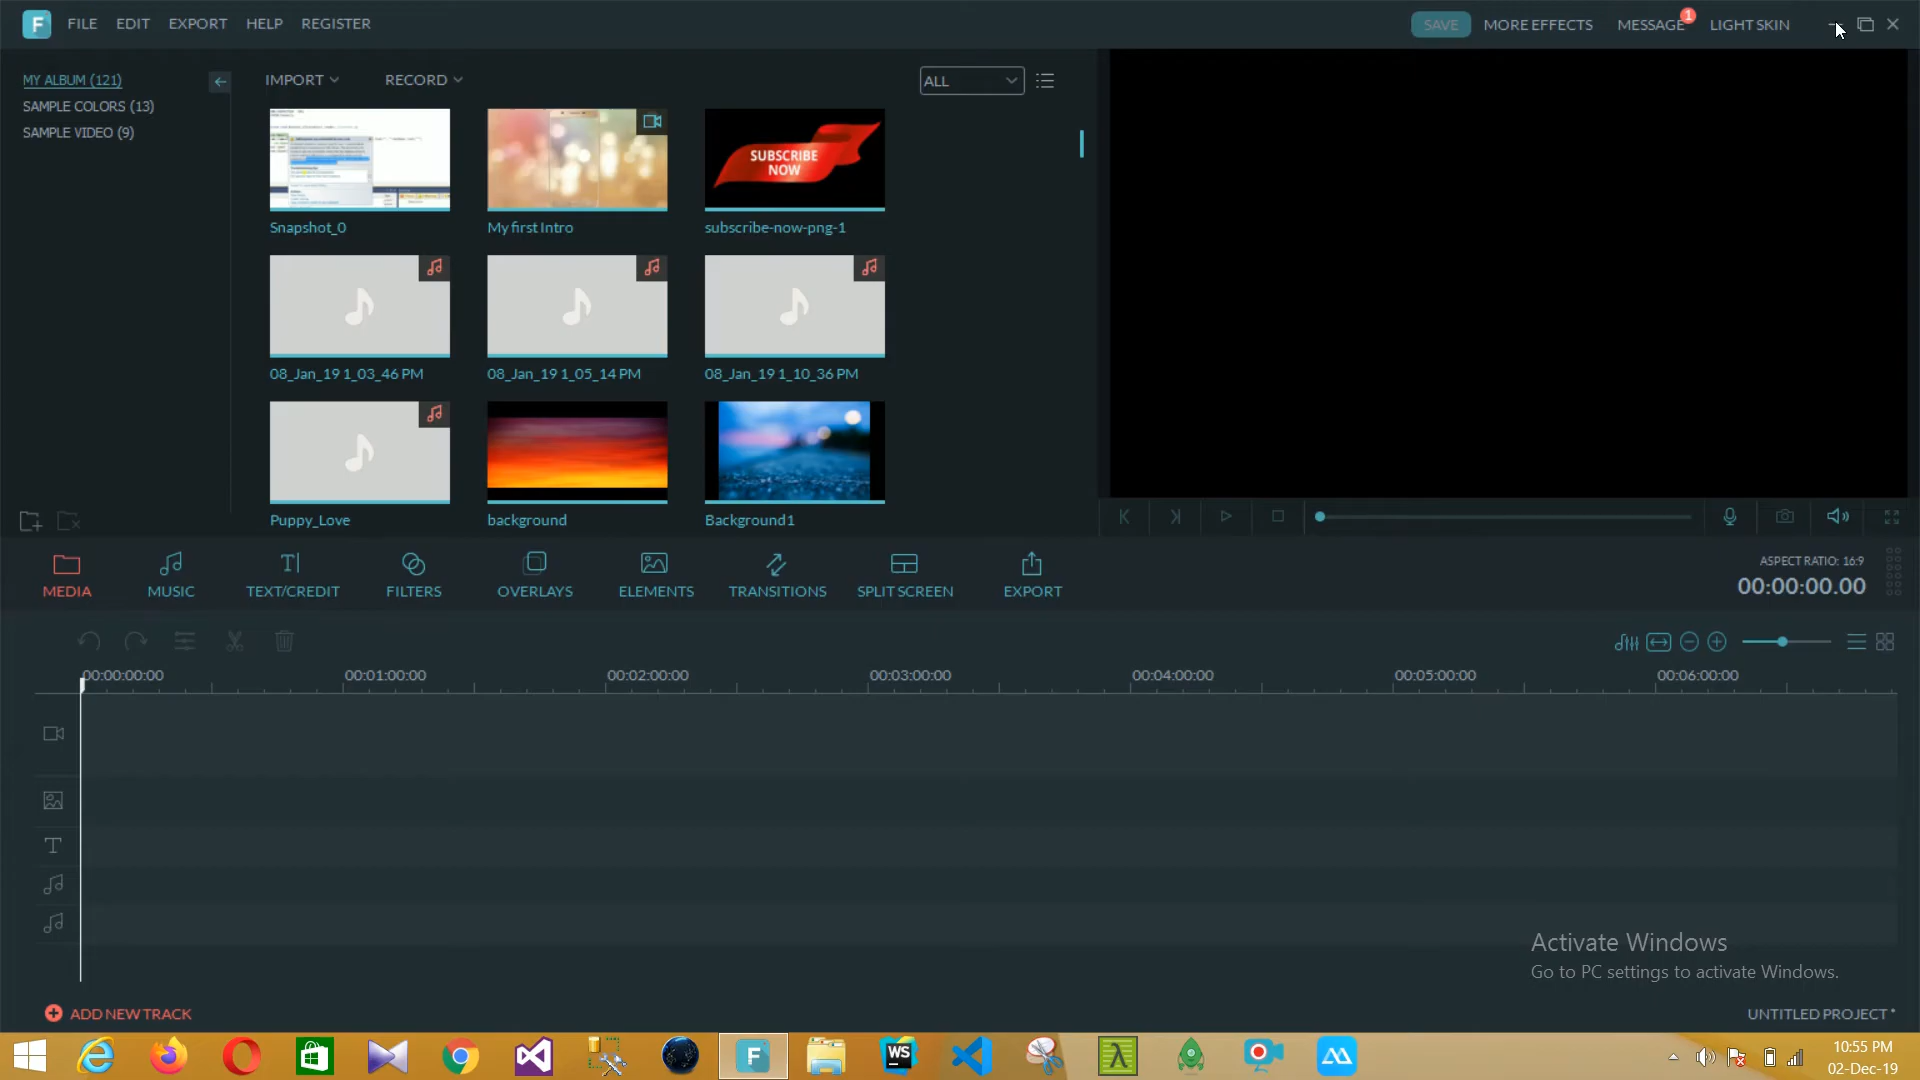 F FILE EDIT EXPORT HELP REGISTER
SAVE MORE EFFECTS MESSAGE 1 LIGHT SKIN
MY ALBUM (121)
SAMPLE COLORS (13)
SAMPLE VIDEO (9)
IMPORT RECORD ALL
SUBSCRIBE
NOW
Snapshot_0 My first Intro subscribe-now-png-1
08_Jan_19 1_03_46 PM 08_Jan_19 1_05_14 PM 08_Jan_19 1_10_36 PM
Puppy_Love background Background1
MEDIA MUSIC TEXT/CREDIT FILTERS OVERLAYS ELEMENTS TRANSITIONS SPLIT SCREEN EXPORT
ASPECT RATIO: 16:9
00:00:00.00
00:00:00:00 00:01:00:00 00:02:00:00 00:03:00:00 00:04:00:00 00:05:00:00 00:06:00:00
Activate Windows
Go to PC settings to activate Windows.
ADD NEW TRACK
UNTITLED PROJECT *
F WS
10:55 PM
02-Dec-19